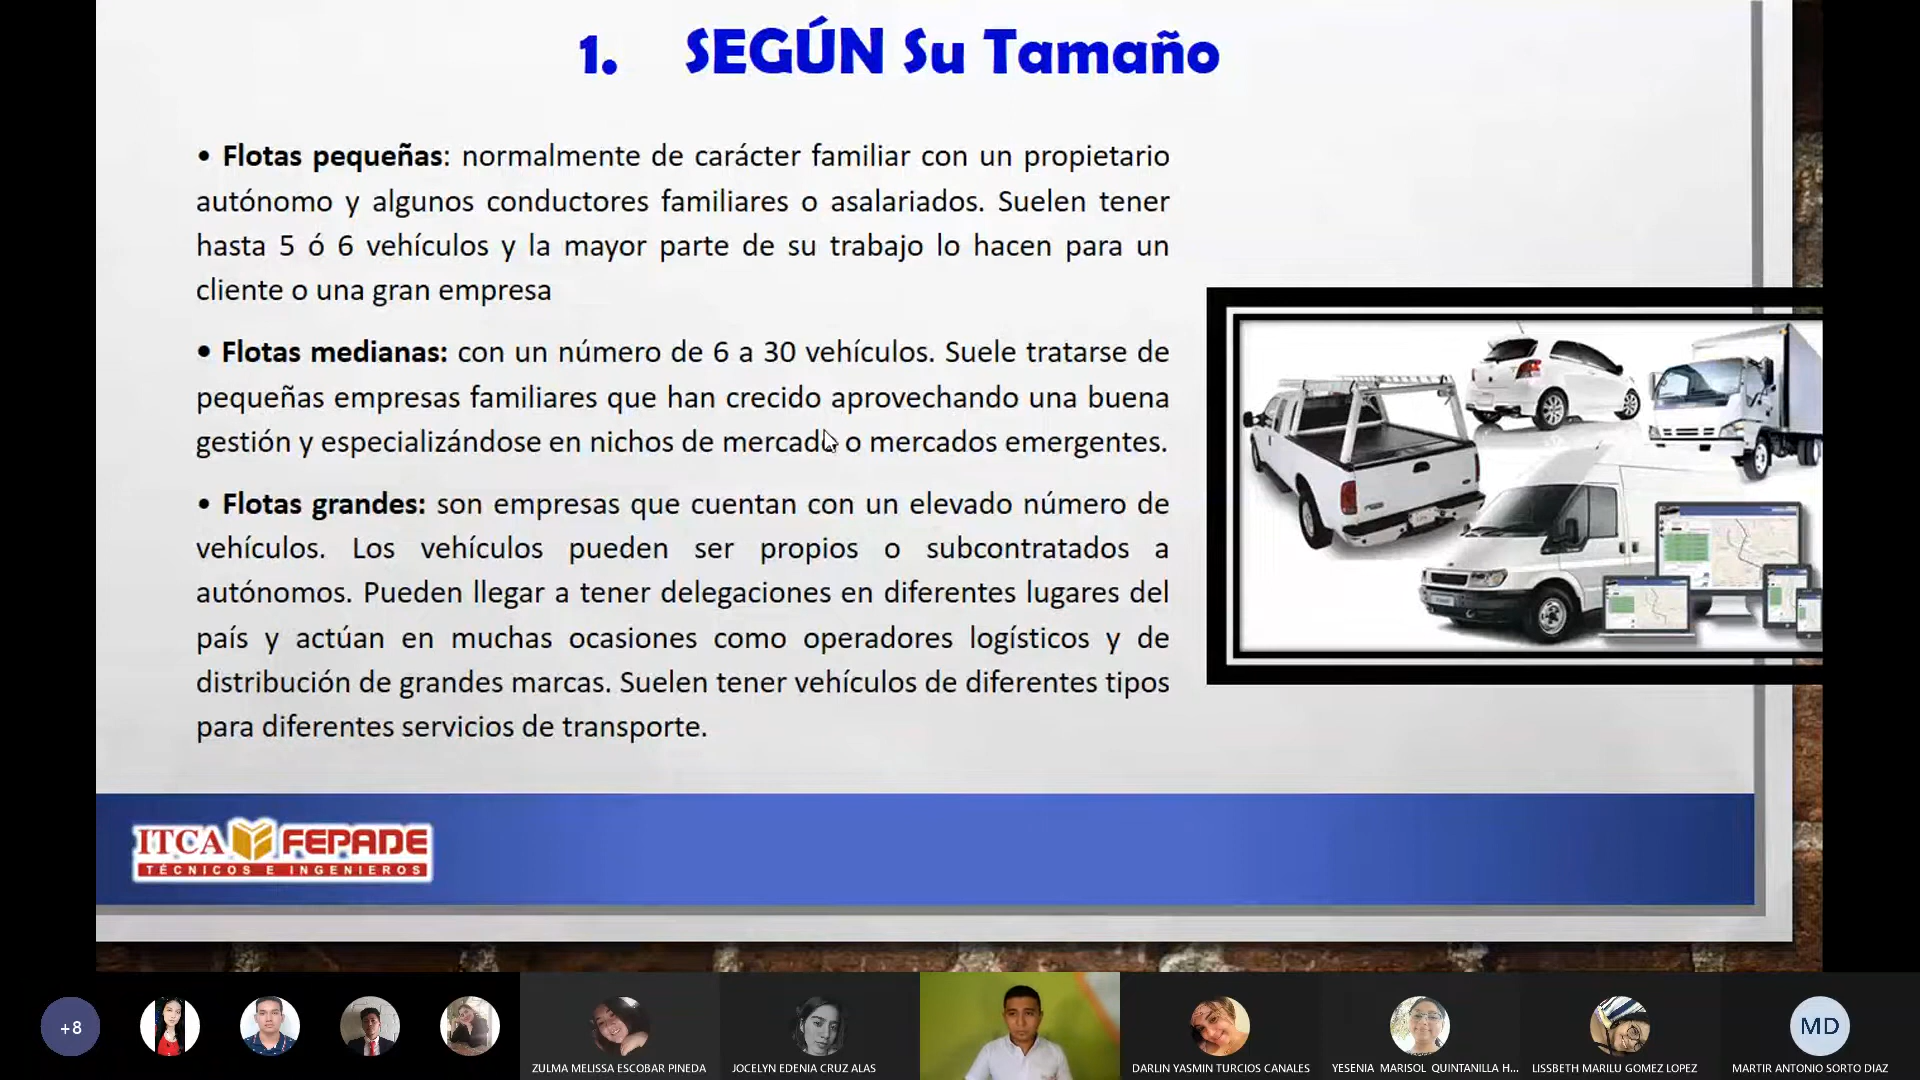 1. SEGÚN Su Tamaño
• Flotas pequeñas: normalmente de carácter familiar con un propietario
autónomo y algunos conductores familiares o asalariados. Suelen tener
hasta 5 ó 6 vehículos y la mayor parte de su trabajo lo hacen para un
cliente o una gran empresa
• Flotas medianas: con un número de 6 a 30 vehículos. Suele tratarse de
pequeñas empresas familiares que han crecido aprovechando una buena
gestión y especializándose en nichos de mercado o mercados emergentes.
• Flotas grandes: son empresas que cuentan con un elevado número de
vehículos. Los vehículos pueden ser propios o subcontratados a
autónomos. Pueden llegar a tener delegaciones en diferentes lugares del
país y actúan en muchas ocasiones como operadores logísticos y de
distribución de grandes marcas. Suelen tener vehículos de diferentes tipos
para diferentes servicios de transporte.
ITCA FEPADE
TÉCNICOS E INGENIEROS
+8
MD
ZULMA MELISSA ESCOBAR PINEDA
JOCELYN EDENIA CRUZ ALAS
DARLIN YASMIN TURCIOS CANALES
YESENIA MARISOL QUINTANILLA H...
LISSBETH MARILU GOMEZ LOPEZ
MARTIR ANTONIO SORTO DIAZ